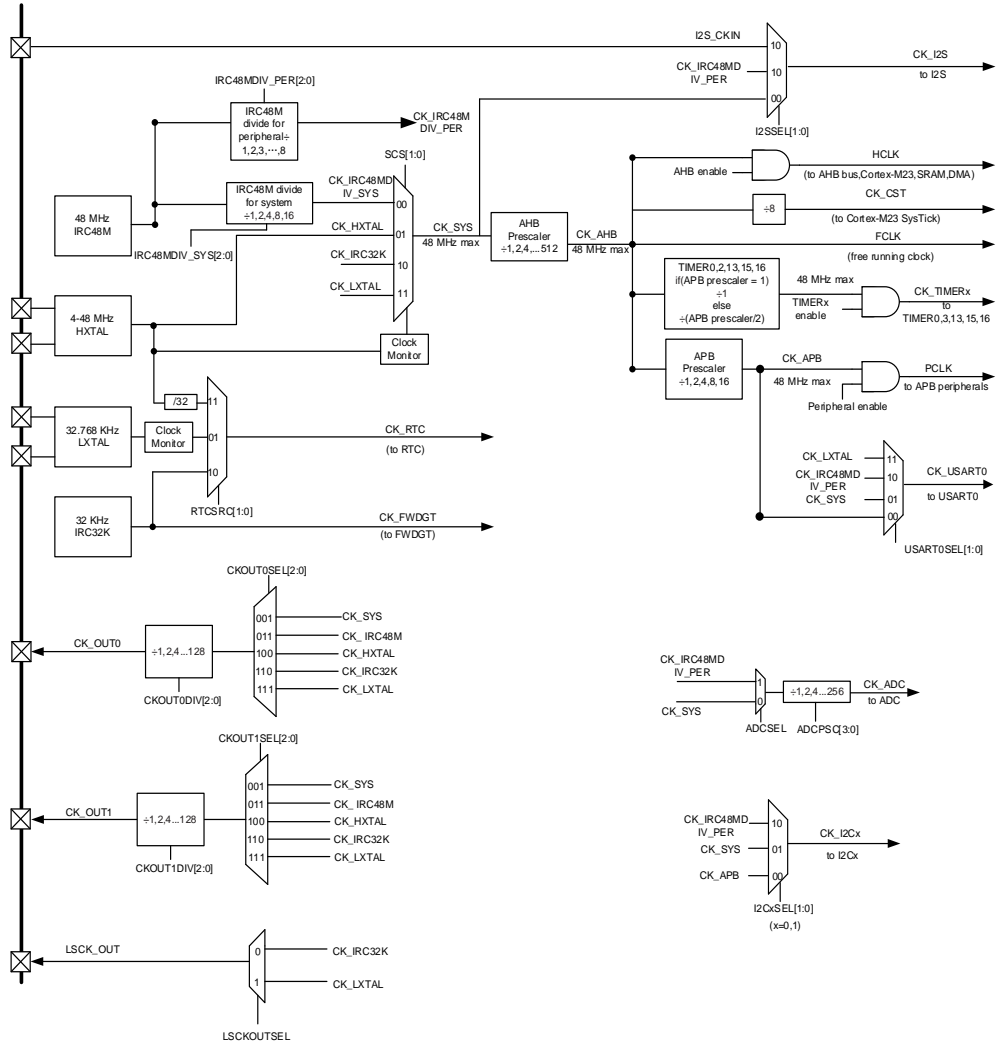 I2S_CKIN
10
CK_IRC48MD
IV_PER
10
00
CK_I2S
to I2S
I2SSEL[1:0]
IRC48MDIV_PER[2:0]
IRC48M
divide for
peripheral÷
1,2,3,···,8
CK_IRC48M
DIV_PER
48 MHz
IRC48M
IRC48M divide
for system
÷1,2,4,8,16
IRC48MDIV_SYS[2:0]
SCS[1:0]
CK_IRC48MD
IV_SYS
00
CK_HXTAL
01
CK_IRC32K
10
CK_LXTAL
11
CK_SYS
48 MHz max
AHB
Prescaler
÷1,2,4,...512
CK_AHB
48 MHz max
AHB enable
HCLK
(to AHB bus,Cortex-M23,SRAM,DMA)
÷8
CK_CST
(to Cortex-M23 SysTick)
FCLK
(free running clock)
TIMER0,2,13,15,16
if(APB prescaler = 1)
÷1
else
÷(APB prescaler/2)
48 MHz max
TIMERx
enable
CK_TIMERx
to
TIMER0,3,13,15,16
4-48 MHz
HXTAL
Clock
Monitor
APB
Prescaler
÷1,2,4,8,16
CK_APB
48 MHz max
Peripheral enable
PCLK
to APB peripherals
/32
11
32.768 KHz
LXTAL
Clock
Monitor
01
10
CK_RTC
(to RTC)
RTCSRC[1:0]
32 KHz
IRC32K
CK_FWDGT
(to FWDGT)
CK_LXTAL
11
CK_IRC48MD
IV_PER
10
CK_SYS
01
00
CK_USART0
to USART0
USART0SEL[1:0]
CKOUT0SEL[2:0]
CK_OUT0
÷1,2,4...128
CKOUT0DIV[2:0]
001
CK_SYS
011
CK_ IRC48M
100
CK_HXTAL
110
CK_IRC32K
111
CK_LXTAL
CK_IRC48MD
IV_PER
1
CK_SYS
0
ADCSEL
÷1,2,4...256
ADCPSC[3:0]
CK_ADC
to ADC
CKOUT1SEL[2:0]
CK_OUT1
÷1,2,4...128
CKOUT1DIV[2:0]
001
CK_SYS
011
CK_ IRC48M
100
CK_HXTAL
110
CK_IRC32K
111
CK_LXTAL
CK_IRC48MD
IV_PER
10
CK_SYS
01
CK_APB
00
CK_I2Cx
to I2Cx
I2CxSEL[1:0]
(x=0,1)
LSCK_OUT
0
CK_IRC32K
1
CK_LXTAL
LSCKOUTSEL